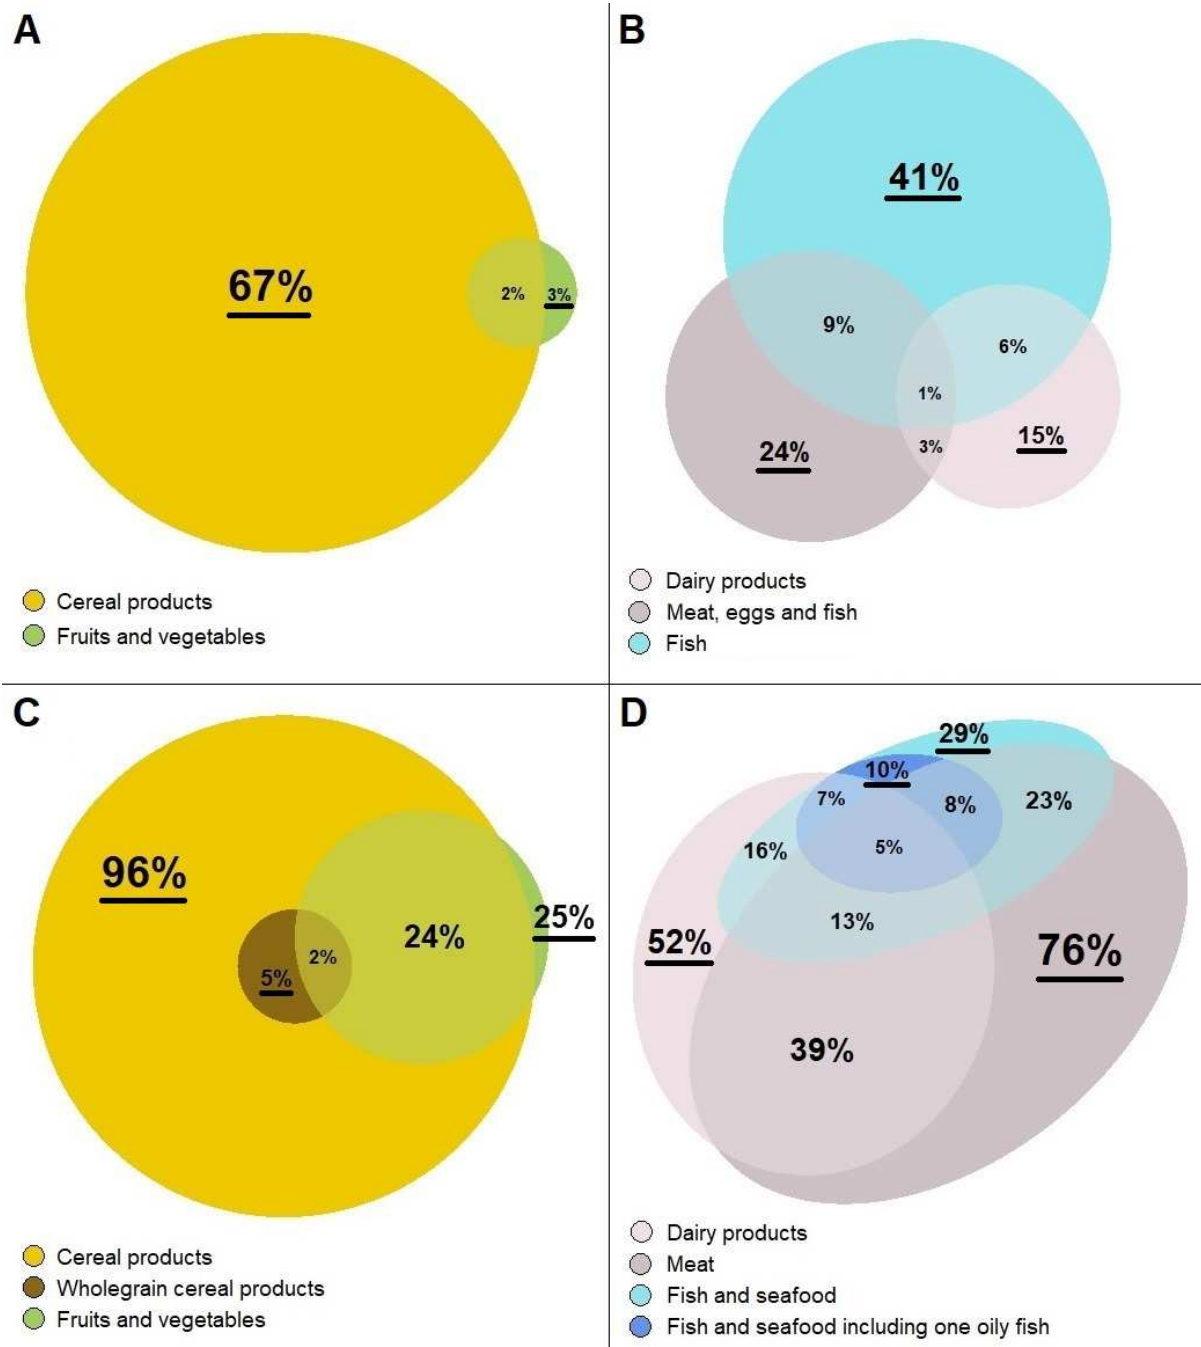 A
67%
2%
3%
Cereal products
Fruits and vegetables
B
41%
9%
6%
1%
24%
3%
15%
Dairy products
Meat, eggs and fish
Fish
C
96%
25%
24%
2%
5%
Cereal products
Wholegrain cereal products
Fruits and vegetables
D
29%
10%
7%
8%
23%
16%
5%
13%
52%
76%
39%
Dairy products
Meat
Fish and seafood
Fish and seafood including one oily fish